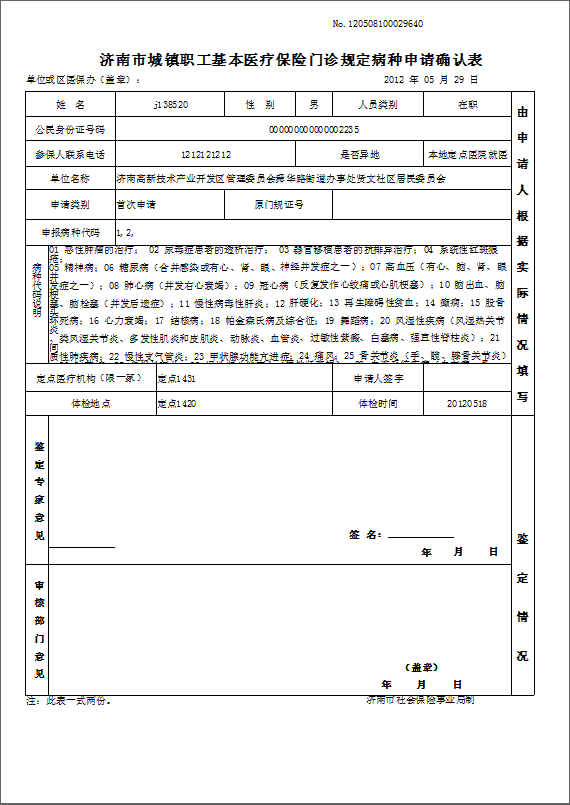 No.120508100029640
济南市城镇职工基本医疗保险门诊规定病种申请确认表
单位或区医保办（盖章）： 2012 年 05 月 29 日
姓 名 j138520 性 别 男 人员类别 在职
公民身份证号码 000000000000002235
参保人联系电话 1212121212 是否异地 本地定点医院就医
单位名称 济南高新技术产业开发区管理委员会舜华路街道办事处贤文社区居民委员会
申请类别 首次申请 原门规证号
申报病种代码 1,2,
病种代码说明
01 恶性肿瘤的治疗； 02 尿毒症患者的透析治疗； 03 器官移植患者的抗排异治疗；04 系统性红斑狼疮；
05 精神病；06 糖尿病（合并感染或有心、肾、眼、神经并发症之一）；07 高血压（有心、脑、肾、眼
并发症之一）；08 肺心病（并发右心衰竭）；09 冠心病（反复发作心绞痛或心肌梗塞）；10 脑出血、脑
梗塞、脑栓塞（并发后遗症）；11 慢性病毒性肝炎；12 肝硬化；13 再生障碍性贫血；14 癫痫；15 股骨
头坏死；16 心力衰竭；17 结核病；18 帕金森氏病及综合征；19 舞蹈病；20 风湿性疾病（风湿热关节
炎、类风湿关节炎、多发性肌炎和皮肌炎、动脉炎、血管炎、过敏性紫癜、白塞病、强直性脊柱炎）；21
间质性肺疾病；22 慢性支气管炎；23 甲状腺功能亢进症；24 痛风；25 骨关节炎（手、髋、膝骨关节炎）
定点医疗机构（限一家） 定点1431 申请人签字
体检地点 定点1420 体检时间 20120518
由申请人根据实际情况填写
鉴定专家意见
签 名：
年 月 日
审核部门意见
（盖章）
年 月 日
鉴定情况
注：此表一式两份。 济南市社会保险事业局制